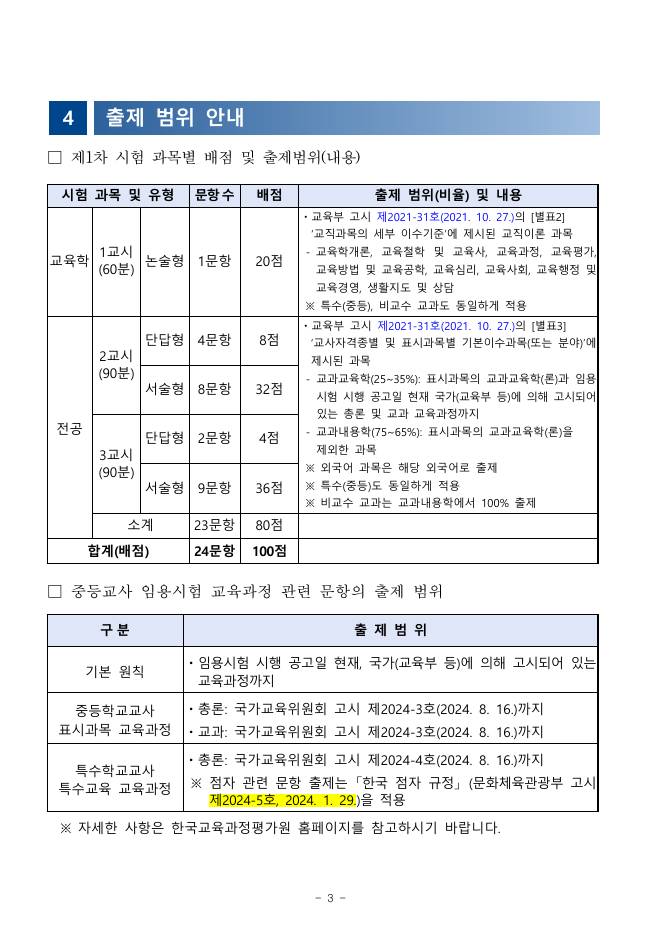 4 출제 범위 안내
□ 제1차 시험 과목별 배점 및 출제범위(내용)
시험 과목 및 유형 문항수 배점 출제 범위(비율) 및 내용
교육학 1교시 (60분) 논술형 1문항 20점
･교육부 고시 제2021-31호(2021. 10. 27.)의 [별표2]
'교직과목의 세부 이수기준'에 제시된 교직이론 과목
- 교육학개론, 교육철학 및 교육사, 교육과정, 교육평가,
교육방법 및 교육공학, 교육심리, 교육사회, 교육행정 및
교육경영, 생활지도 및 상담
※ 특수(중등), 비교수 교과도 동일하게 적용
전공
2교시
(90분)
단답형 4문항 8점
서술형 8문항 32점
3교시
(90분)
단답형 2문항 4점
서술형 9문항 36점
･교육부 고시 제2021-31호(2021. 10. 27.)의 [별표3]
'교사자격종별 및 표시과목별 기본이수과목(또는 분야)'에
제시된 과목
- 교과교육학(25~35%): 표시과목의 교과교육학(론)과 임용
시험 시행 공고일 현재 국가(교육부 등)에 의해 고시되어
있는 총론 및 교과 교육과정까지
- 교과내용학(75~65%): 표시과목의 교과교육학(론)을
제외한 과목
※ 외국어 과목은 해당 외국어로 출제
※ 특수(중등)도 동일하게 적용
※ 비교수 교과는 교과내용학에서 100% 출제
소계 23문항 80점
합계(배점) 24문항 100점
□ 중등교사 임용시험 교육과정 관련 문항의 출제 범위
구분 출 제 범 위
기본 원칙
･임용시험 시행 공고일 현재, 국가(교육부 등)에 의해 고시되어 있는
교육과정까지
중등학교교사
표시과목 교육과정
･총론: 국가교육위원회 고시 제2024-3호(2024. 8. 16.)까지
･교과: 국가교육위원회 고시 제2024-3호(2024. 8. 16.)까지
특수학교교사
특수교육 교육과정
･총론: 국가교육위원회 고시 제2024-4호(2024. 8. 16.)까지
※ 점자 관련 문항 출제는「한국 점자 규정」(문화체육관광부 고시
제2024-5호, 2024. 1. 29.)을 적용
※ 자세한 사항은 한국교육과정평가원 홈페이지를 참고하시기 바랍니다.
- 3 -